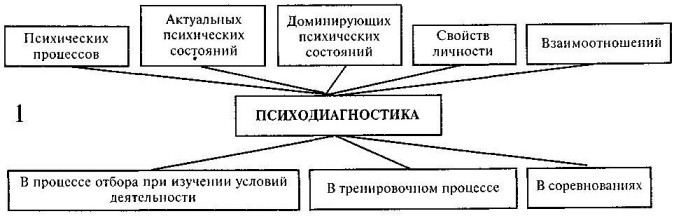 Психических
процессов
Актуальных
психических
состояний
Доминирующих
психических
состояний
Свойств
личности
Взаимоотношений
1
ПСИХОДИАГНОСТИКА
В процессе отбора при изучении условий
деятельности
В тренировочном процессе
В соревнованиях